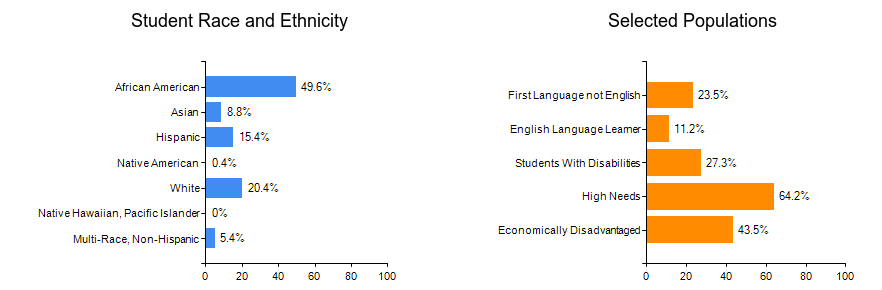 Student Race and Ethnicity
African American 49.6%
Asian 8.8%
Hispanic 15.4%
Native American 0.4%
White 20.4%
Native Hawaiian, Pacific Islander 0%
Multi-Race, Non-Hispanic 5.4%
0 20 40 60 80 100
Selected Populations
First Language not English 23.5%
English Language Learner 11.2%
Students With Disabilities 27.3%
High Needs 64.2%
Economically Disadvantaged 43.5%
0 20 40 60 80 100